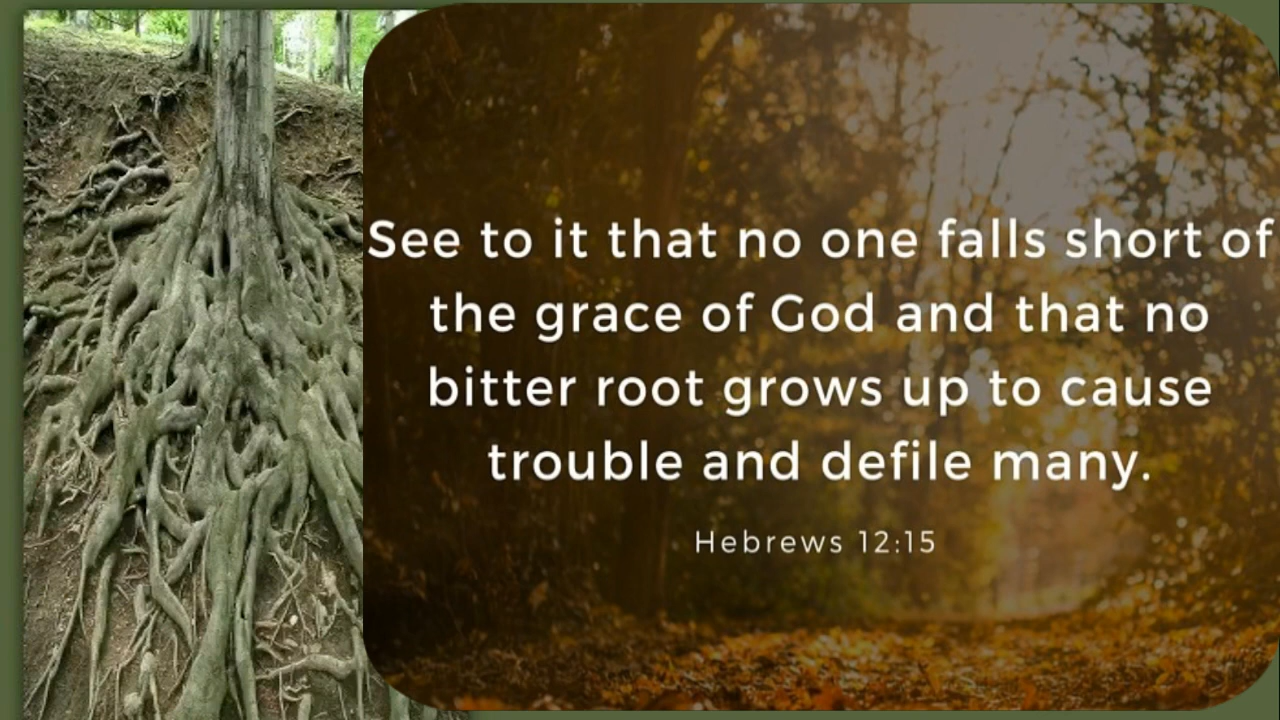 See to it that no one falls short of
the grace of God and that no
bitter root grows up to cause
trouble and defile many.
Hebrews 12:15